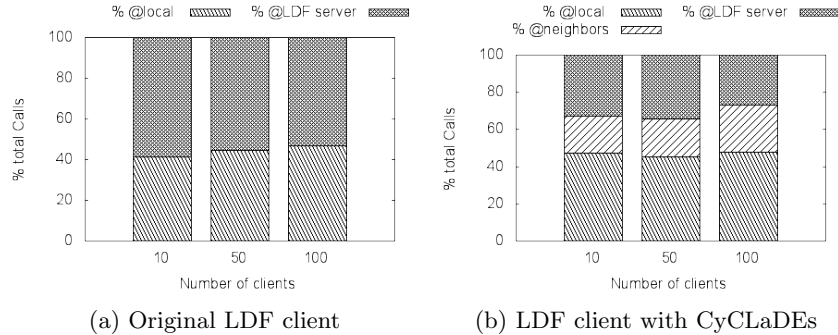 % @local % @LDF server
100
80
60
40
20
0
% total Calls
10 50 100
Number of clients
(a) Original LDF client
% @local % @LDF server
% @neighbors
100
80
60
40
20
0
% total Calls
10 50 100
Number of clients
(b) LDF client with CyCLaDEs